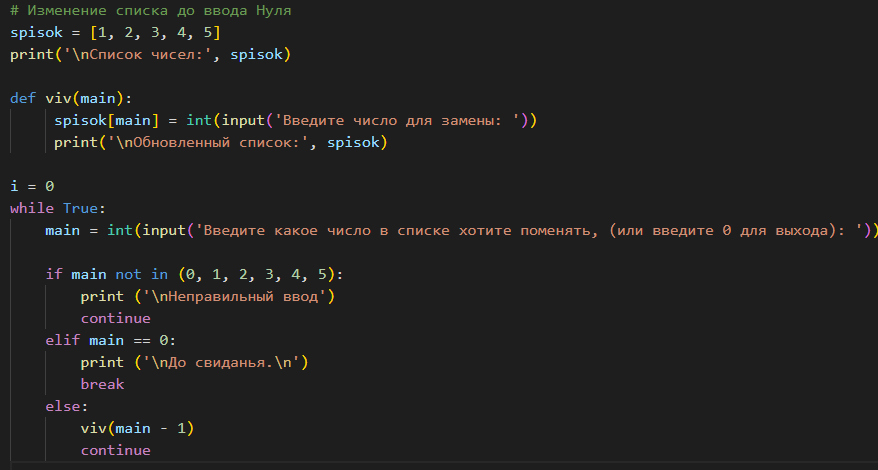 # Изменение списка до ввода Нуля
spisok = [1, 2, 3, 4, 5]
print('\nСписок чисел:', spisok)
def viv(main):
spisok[main] = int(input('Введите число для замены: '))
print('\nОбновленный список:', spisok)
i = 0
while True:
main = int(input('Введите какое число в списке хотите поменять, (или введите 0 для выхода): '))
if main not in (0, 1, 2, 3, 4, 5):
print ('\nНеправильный ввод')
continue
elif main == 0:
print ('\nДо свиданья.\n')
break
else:
viv(main - 1)
continue